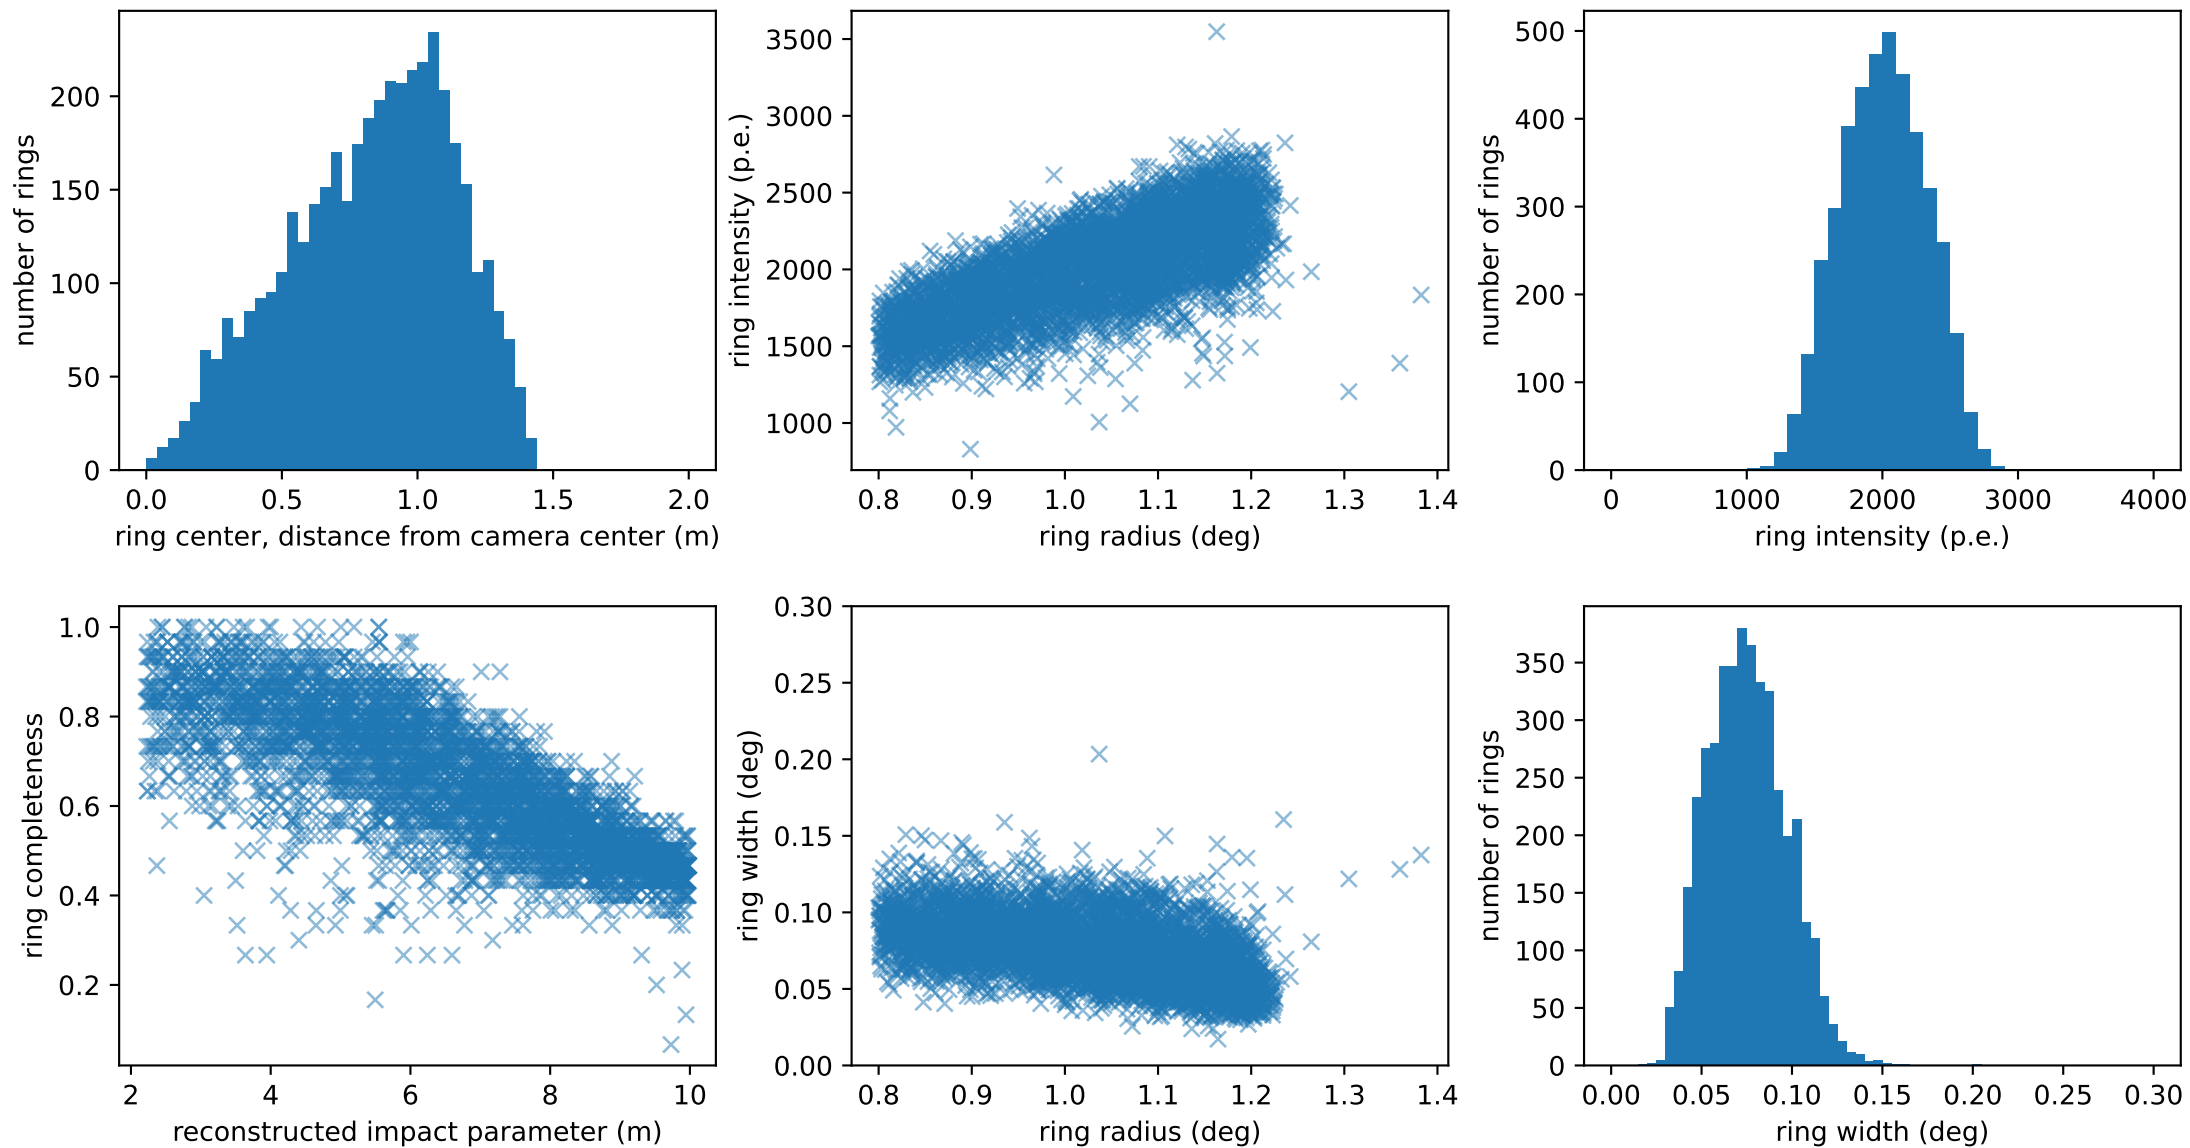 200
150
100
50
0
number of rings
0.0 0.5 1.0 1.5 2.0
ring center, distance from camera center (m)
3500
3000
2500
2000
1500
1000
ring intensity (p.e.)
0.8 0.9 1.0 1.1 1.2 1.3 1.4
ring radius (deg)
500
400
300
200
100
0
number of rings
0 1000 2000 3000 4000
ring intensity (p.e.)
1.0
0.8
0.6
0.4
0.2
ring completeness
2 4 6 8 10
reconstructed impact parameter (m)
0.30
0.25
0.20
0.15
0.10
0.05
0.00
ring width (deg)
0.8 0.9 1.0 1.1 1.2 1.3 1.4
ring radius (deg)
350
300
250
200
150
100
50
0
number of rings
0.00 0.05 0.10 0.15 0.20 0.25 0.30
ring width (deg)